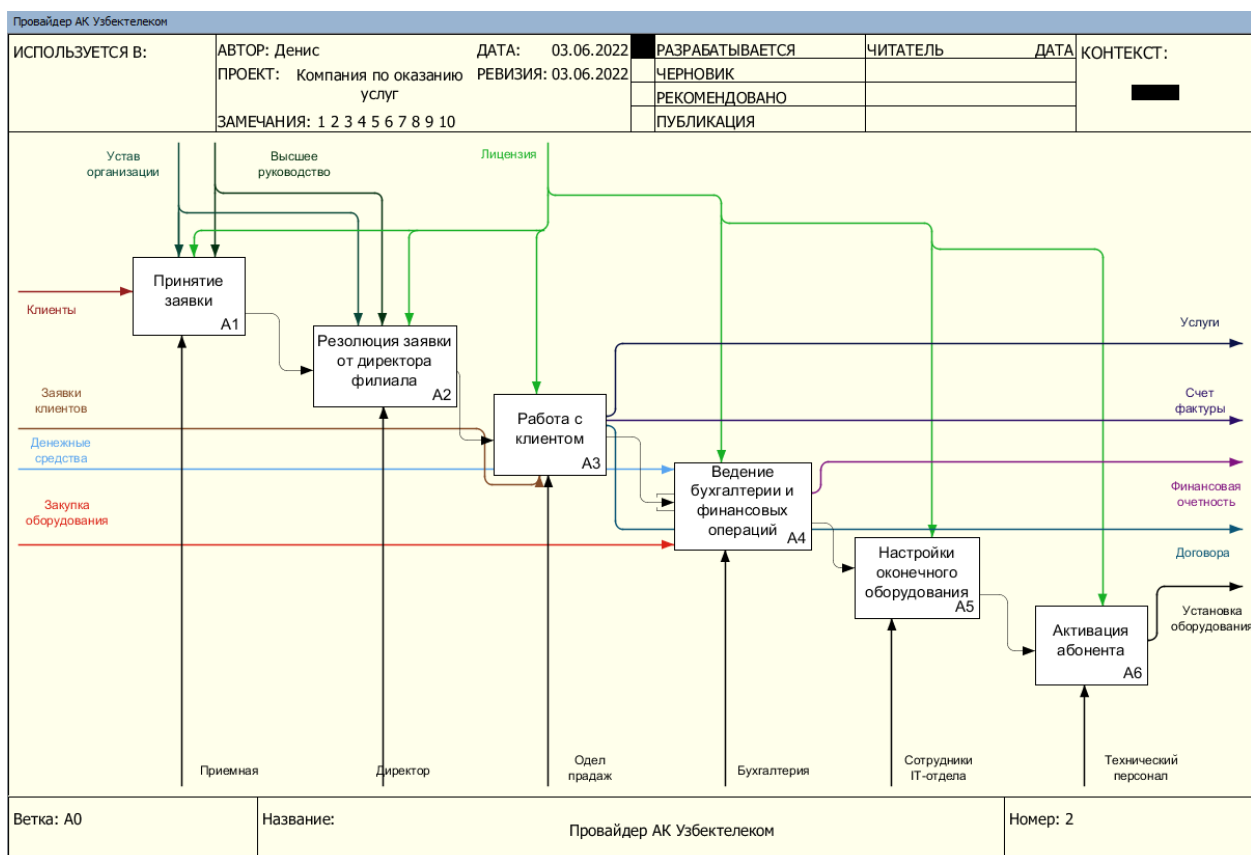 Провайдер АК Узбектелеком
ИСПОЛЬЗУЕТСЯ В:
АВТОР: Денис
ДАТА: 03.06.2022
ПРОЕКТ: Компания по оказанию
услуг
РЕВИЗИЯ: 03.06.2022
ЗАМЕЧАНИЯ: 1 2 3 4 5 6 7 8 9 10
РАЗРАБАТЫВАЕТСЯ
ЧЕРНОВИК
РЕКОМЕНДОВАНО
ПУБЛИКАЦИЯ
ЧИТАТЕЛЬ
ДАТА
КОНТЕКСТ:
Устав
организации
Высшее
руководство
Лицензия
Принятие
заявки
A1
Клиенты
Резолюция заявки
от директора
филиала
A2
Услуги
Заявки
клиентов
Работа с
клиентом
A3
Счет
фактуры
Денежные
средства
Ведение
бухгалтерии и
финансовых
операций
A4
Финансовая
очетность
Закупка
оборудования
Настройки
оконечного
оборудования
A5
Договора
Активация
абонента
A6
Установка
оборудования
Приемная
Директор
Одел
продаж
Бухгалтерия
Сотрудники
IT-отдела
Технический
персонал
Ветка: A0
Название:
Провайдер АК Узбектелеком
Номер: 2